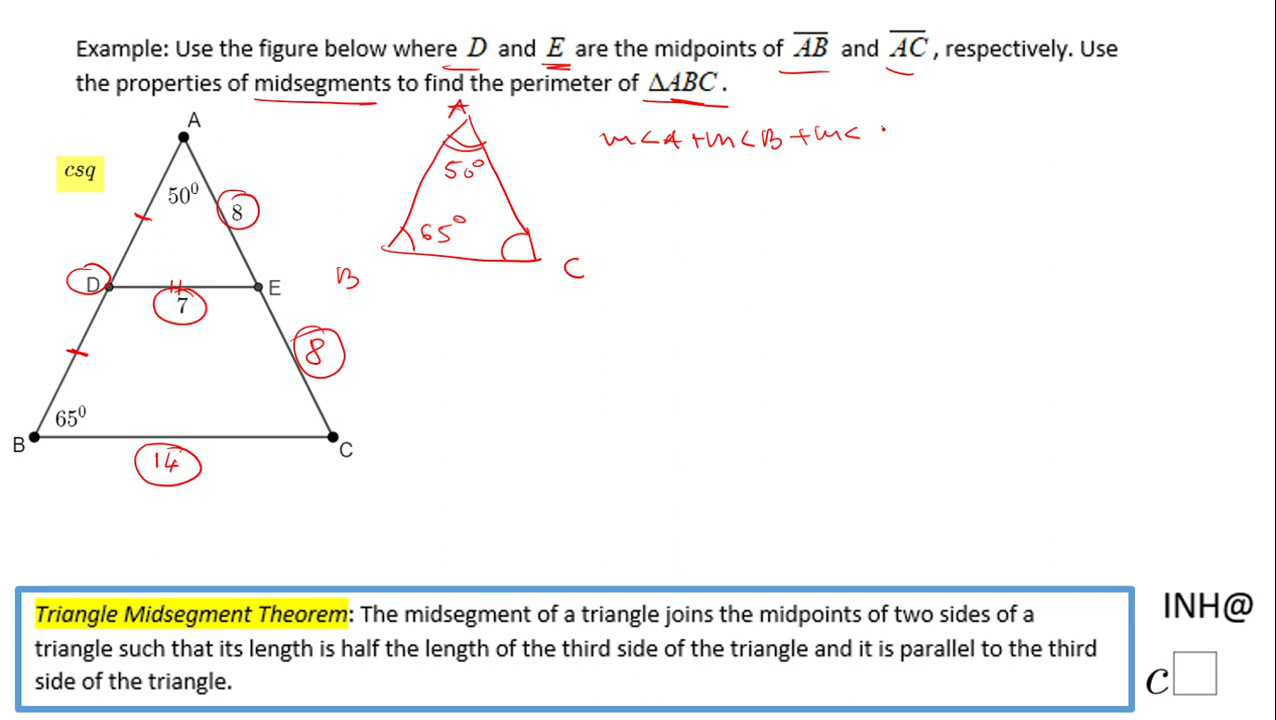 Example: Use the figure below where D and E are the midpoints of AB and AC, respectively. Use
the properties of midsegments to find the perimeter of ΔABC.
A
csq
50⁰
8
D
7
E
8
65⁰
B
C
14
A
50°
65°
B
C
m<A + m<B + m<
Triangle Midsegment Theorem: The midsegment of a triangle joins the midpoints of two sides of a
triangle such that its length is half the length of the third side of the triangle and it is parallel to the third
side of the triangle.
INH@
c